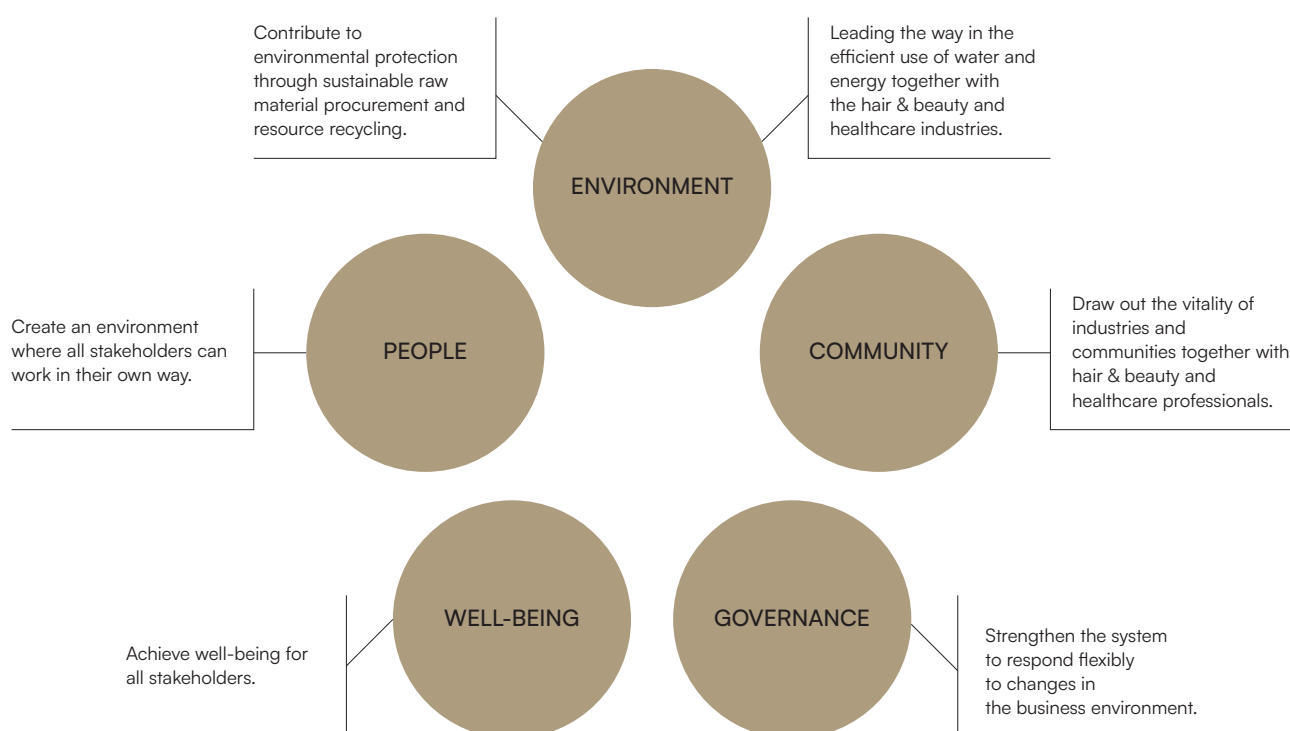 Contribute to
environmental protection
through sustainable raw
material procurement and
resource recycling.
Leading the way in the
efficient use of water and
energy together with
the hair & beauty and
healthcare industries.
ENVIRONMENT
Create an environment
where all stakeholders can
work in their own way.
PEOPLE
COMMUNITY
Draw out the vitality of
industries and
communities together with
hair & beauty and
healthcare professionals.
Achieve well-being for
all stakeholders.
WELL-BEING
GOVERNANCE
Strengthen the system
to respond flexibly
to changes in
the business environment.